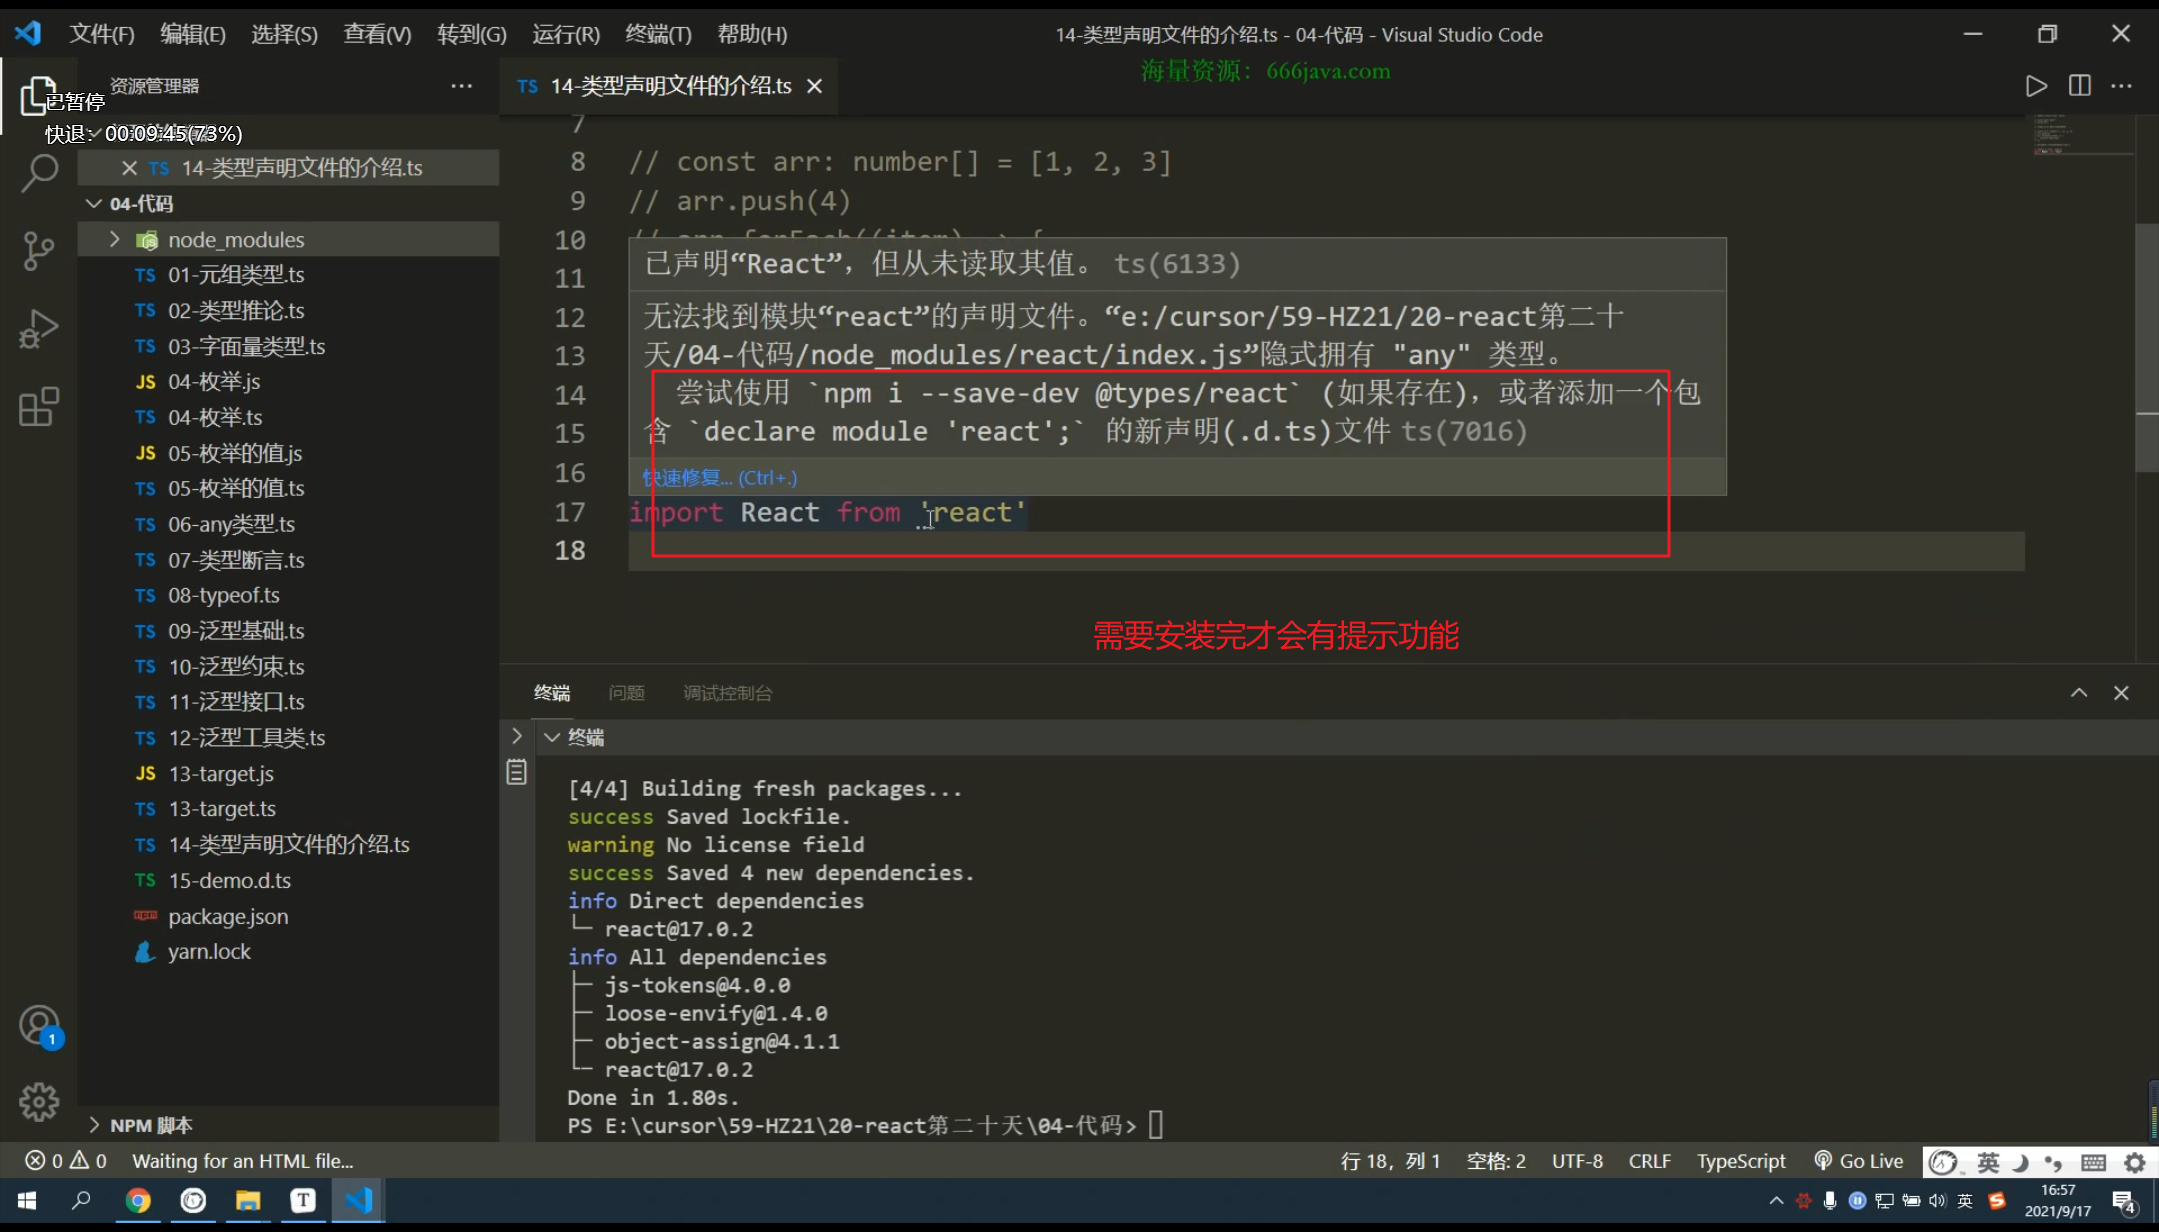 文件(F) 编辑(E) 选择(S) 查看(V) 转到(G) 运行(R) 终端(T) 帮助(H)
14-类型声明文件的介绍.ts - 04-代码 - Visual Studio Code
海量资源：666java.com
资源管理器
TS 14-类型声明文件的介绍.ts
已暂停
快退：00:09:45(73%)
TS 14-类型声明文件的介绍.ts
04-代码
node_modules
TS 01-元组类型.ts
TS 02-类型推论.ts
TS 03-字面量类型.ts
JS 04-枚举.js
TS 04-枚举.ts
JS 05-枚举的值.js
TS 05-枚举的值.ts
TS 06-any类型.ts
TS 07-类型断言.ts
TS 08-typeof.ts
TS 09-泛型基础.ts
TS 10-泛型约束.ts
TS 11-泛型接口.ts
TS 12-泛型工具类.ts
JS 13-target.js
TS 13-target.ts
TS 14-类型声明文件的介绍.ts
TS 15-demo.d.ts
package.json
yarn.lock
NPM 脚本
7
8 // const arr: number[] = [1, 2, 3]
9 // arr.push(4)
10 // arr.forEach((item) => {
11
12
13
14
15
16
17 import React from 'react'
18
已声明“React”，但从未读取其值。 ts(6133)
无法找到模块“react”的声明文件。“e:/cursor/59-HZ21/20-react第二十
天/04-代码/node_modules/react/index.js”隐式拥有 "any" 类型。
尝试使用 `npm i --save-dev @types/react` (如果存在)，或者添加一个包
含 `declare module 'react';` 的新声明(.d.ts)文件 ts(7016)
快速修复... (Ctrl+.)
需要安装完才会有提示功能
终端 问题 调试控制台
终端
[4/4] Building fresh packages...
success Saved lockfile.
warning No license field
success Saved 4 new dependencies.
info Direct dependencies
└─ react@17.0.2
info All dependencies
├─ js-tokens@4.0.0
├─ loose-envify@1.4.0
├─ object-assign@4.1.1
└─ react@17.0.2
Done in 1.80s.
PS E:\cursor\59-HZ21\20-react第二十天\04-代码>
1
0 0 Waiting for an HTML file...
行 18，列 1 空格: 2 UTF-8 CRLF TypeScript Go Live
英
英
16:57
2021/9/17
4